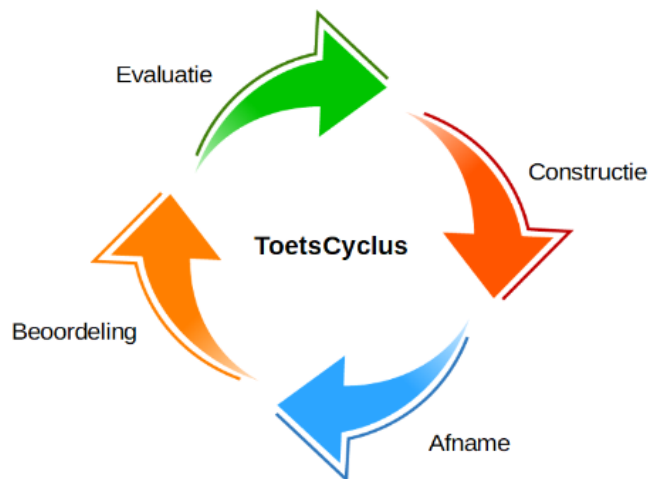 Evaluatie
Constructie
ToetsCyclus
Beoordeling
Afname